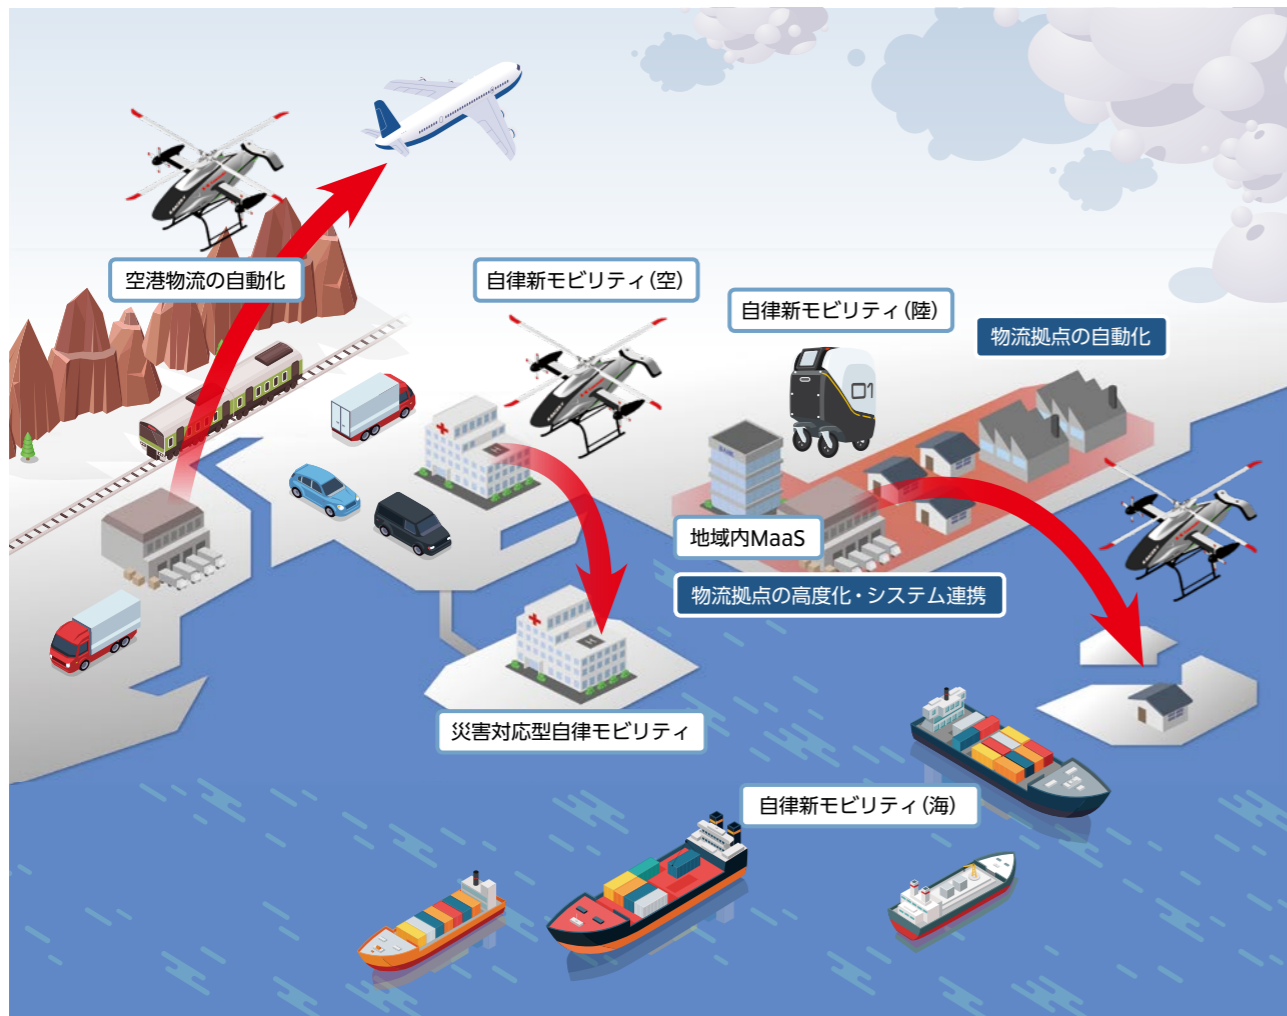 空港物流の自動化
自律新モビリティ（空）
自律新モビリティ（陸）
物流拠点の自動化
01
BANK
H
地域内MaaS
物流拠点の高度化・システム連携
H
災害対応型自律モビリティ
自律新モビリティ（海）